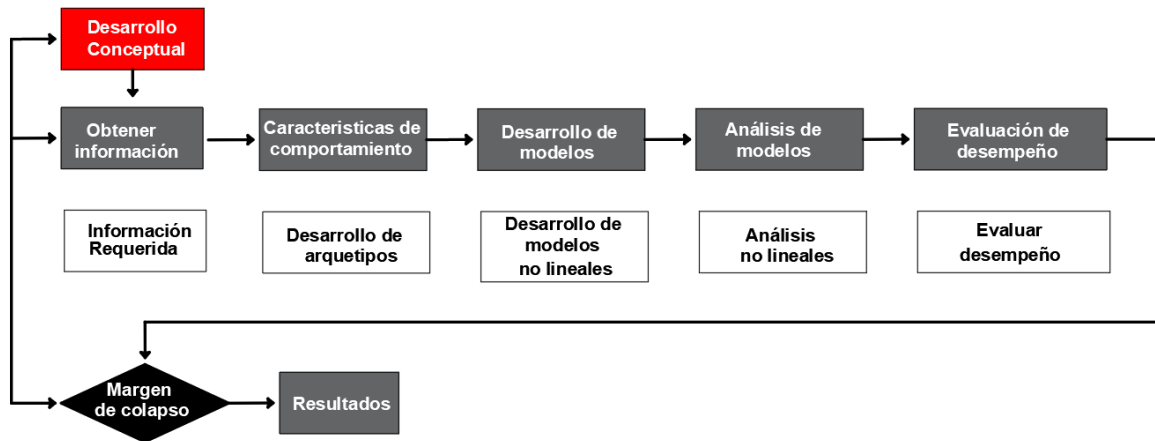 Desarrollo
Conceptual
Obtener
información
Caracteristicas de
comportamiento
Desarrollo de
modelos
Análisis de
modelos
Evaluación de
desempeño
Información
Requerida
Desarrollo de
arquetipos
Desarrollo de
modelos
no lineales
Análisis
no lineales
Evaluar
desempeño
Margen
de colapso
Resultados